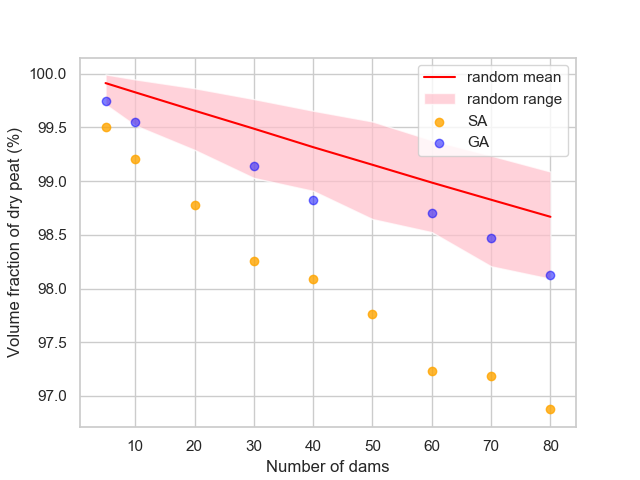 100.0
99.5
99.0
98.5
98.0
97.5
97.0
Volume fraction of dry peat (%)
random mean
random range
SA
GA
10 20 30 40 50 60 70 80
Number of dams